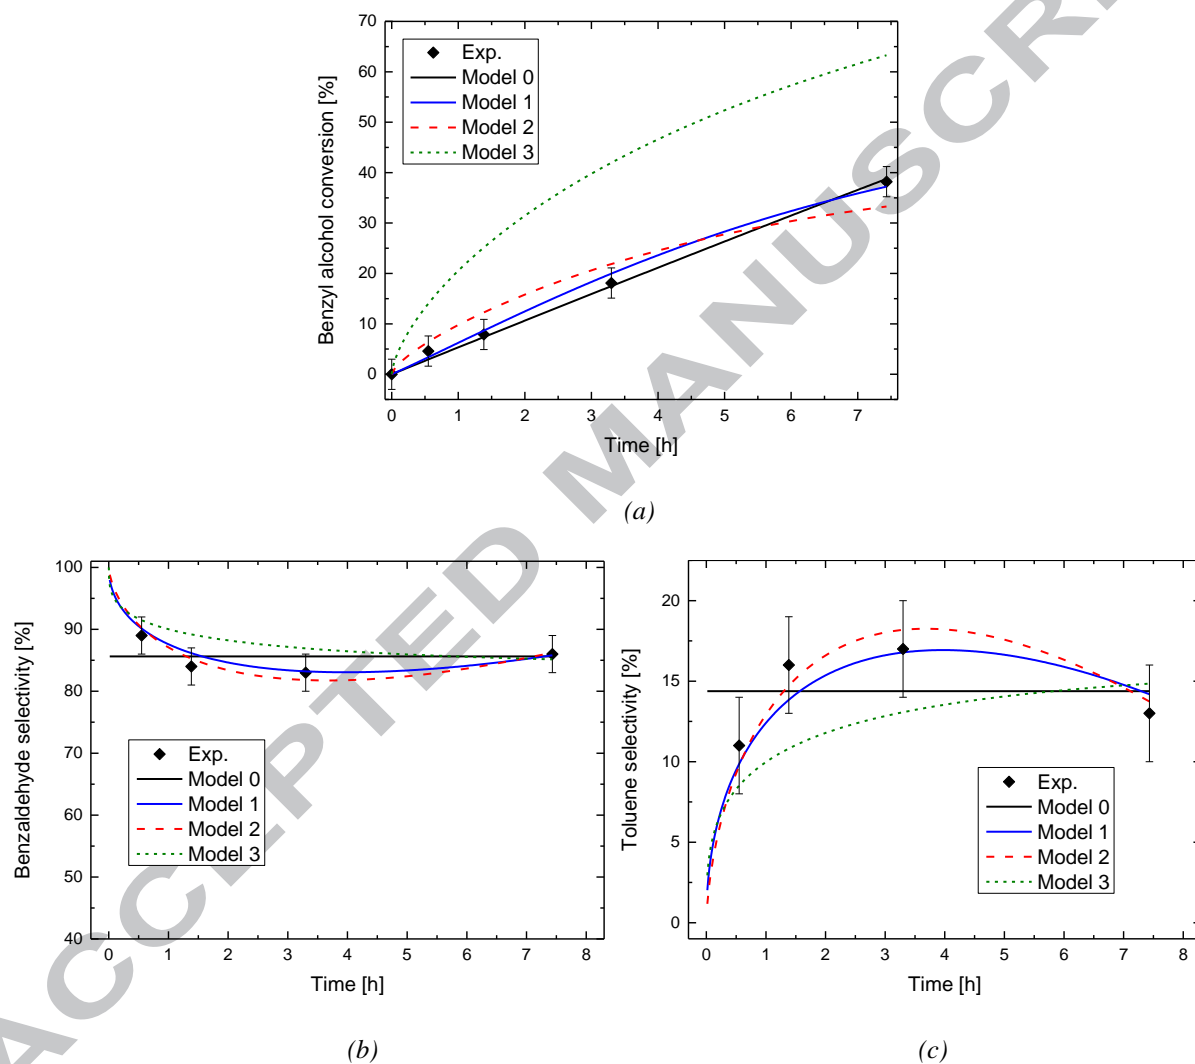 70
60
50
40
30
20
10
0
Benzyl alcohol conversion [%]
Exp.
Model 0
Model 1
Model 2
Model 3
0 1 2 3 4 5 6 7
Time [h]
(a)
100
90
80
70
60
50
40
Benzaldehyde selectivity [%]
Exp.
Model 0
Model 1
Model 2
Model 3
0 1 2 3 4 5 6 7 8
Time [h]
(b)
20
15
10
5
0
Toluene selectivity [%]
Exp.
Model 0
Model 1
Model 2
Model 3
0 1 2 3 4 5 6 7 8
Time [h]
(c)
ACCEPTED MANUSCRI